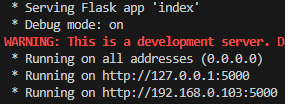 * Serving Flask app 'index'
* Debug mode: on
WARNING: This is a development server. D
* Running on all addresses (0.0.0.0)
* Running on http://127.0.0.1:5000
* Running on http://192.168.0.103:5000